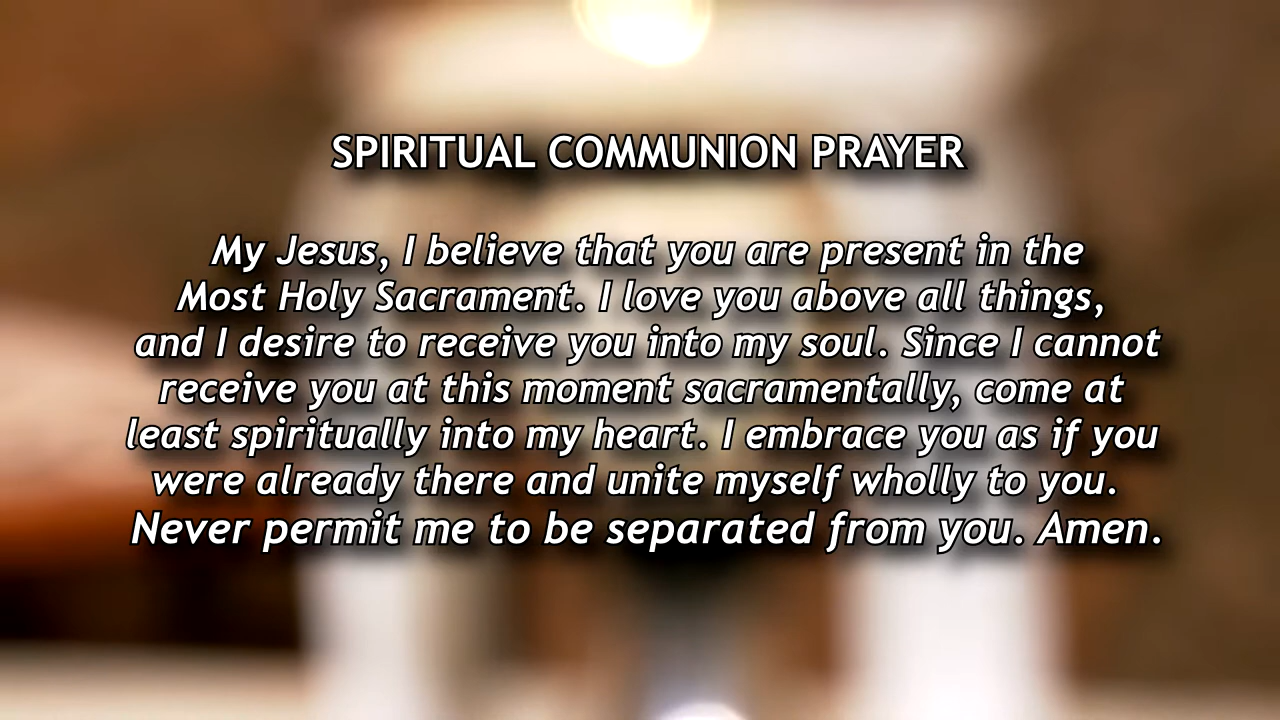 SPIRITUAL COMMUNION PRAYER
My Jesus, I believe that you are present in the
Most Holy Sacrament. I love you above all things,
and I desire to receive you into my soul. Since I cannot
receive you at this moment sacramentally, come at
least spiritually into my heart. I embrace you as if you
were already there and unite myself wholly to you.
Never permit me to be separated from you. Amen.